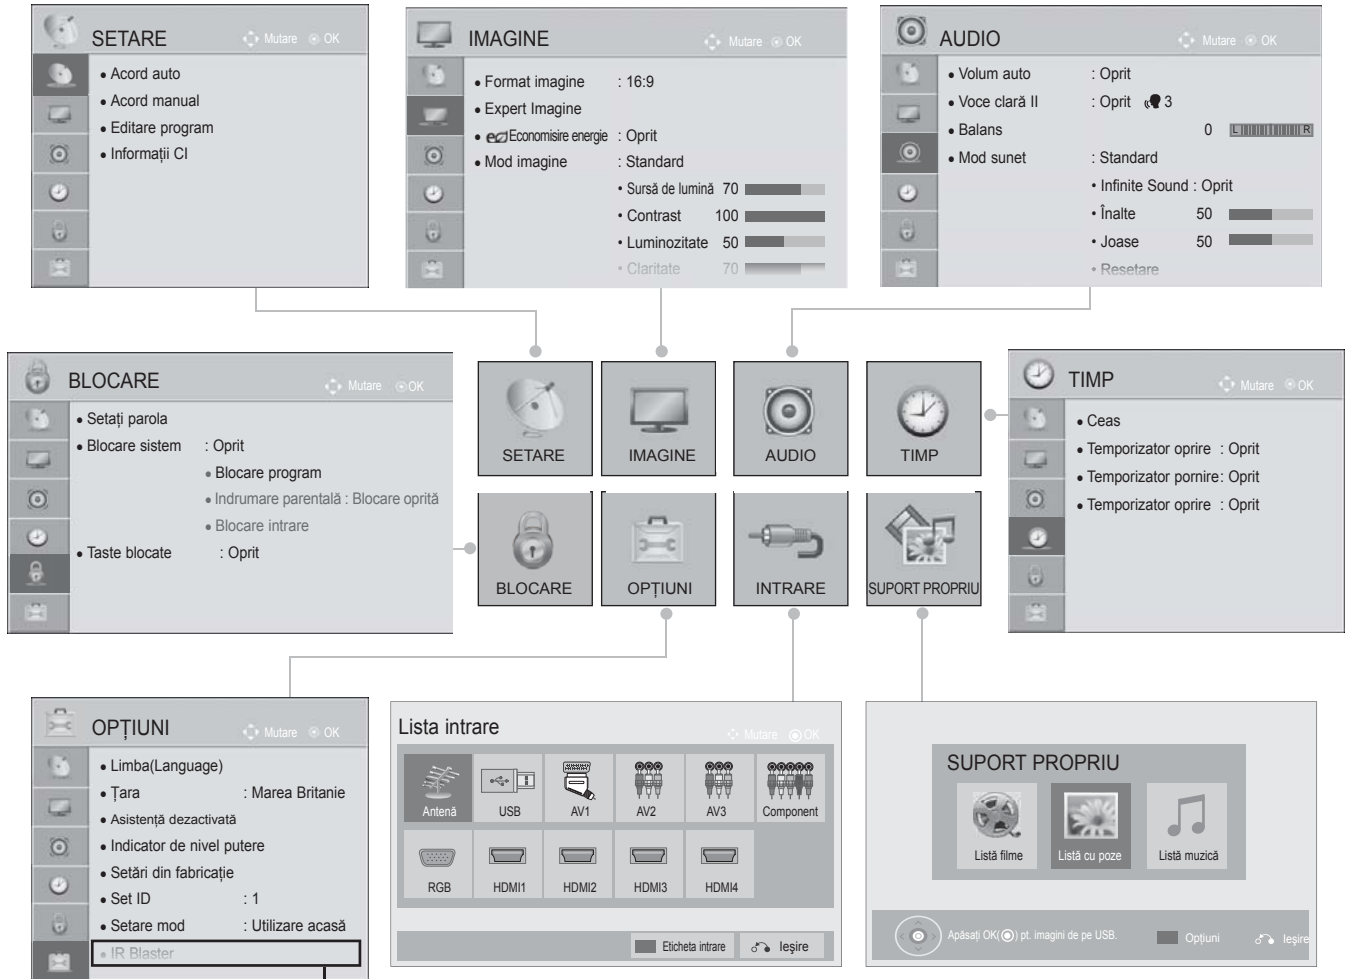 SETARE
Mutare OK
Acord auto
Acord manual
Editare program
Informații CI
IMAGINE
Mutare OK
Format imagine : 16:9
Expert Imagine
eco Economisire energie : Oprit
Mod imagine : Standard
Sursă de lumină 70
Contrast 100
Luminozitate 50
Claritate 70
AUDIO
Mutare OK
Volum auto : Oprit
Voce clară II : Oprit 3
Balans 0 L R
Mod sunet : Standard
Infinite Sound : Oprit
Înalte 50
Joase 50
Resetare
BLOCARE
Mutare OK
Setați parola
Blocare sistem : Oprit
Blocare program
Indrumare parentală : Blocare oprită
Blocare intrare
Taste blocate : Oprit
SETARE
IMAGINE
AUDIO
TIMP
BLOCARE
OPȚIUNI
INTRARE
SUPORT PROPRIU
TIMP
Mutare OK
Ceas
Temporizator oprire : Oprit
Temporizator pornire: Oprit
Temporizator oprire : Oprit
OPȚIUNI
Mutare OK
Limba(Language)
Țara : Marea Britanie
Asistență dezactivată
Indicator de nivel putere
Setări din fabricație
Set ID : 1
Setare mod : Utilizare acasă
IR Blaster
Lista intrare
Mutare OK
Antenă
USB
AV1
AV2
AV3
Component
RGB
HDMI1
HDMI2
HDMI3
HDMI4
Eticheta intrare
Ieșire
SUPORT PROPRIU
Listă filme
Listă cu poze
Listă muzică
Apăsați OK(◉) pt. imagini de pe USB.
Opțiuni
Ieșire